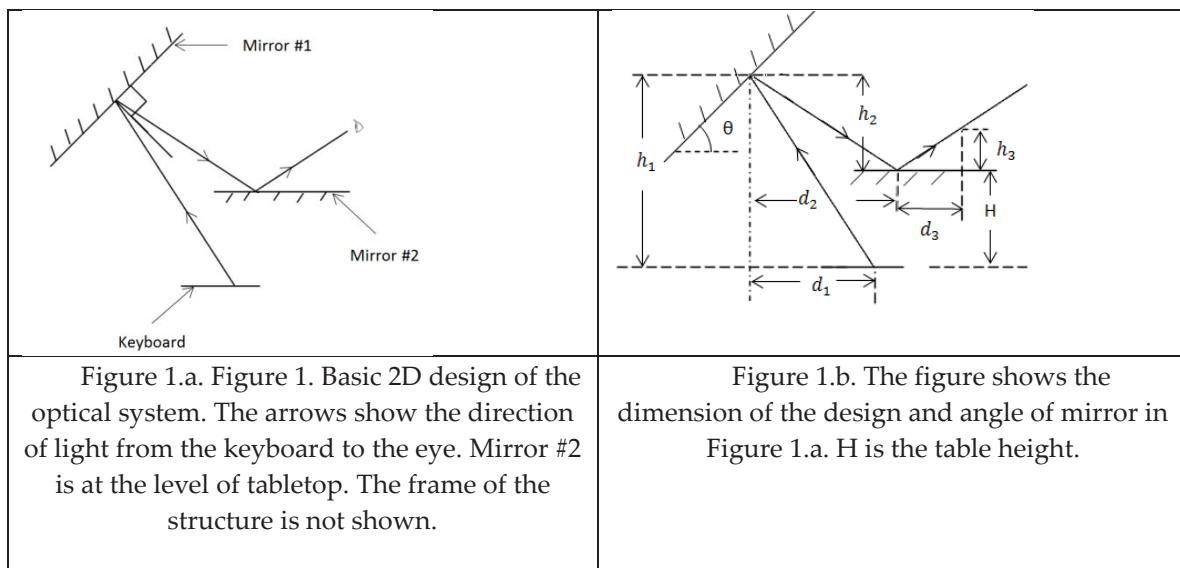 Mirror #1
Mirror #2
Keyboard
θ
h₁
h₂
h₃
d₂
H
d₃
d₁
Figure 1.a. Figure 1. Basic 2D design of the
optical system. The arrows show the direction
of light from the keyboard to the eye. Mirror #2
is at the level of tabletop. The frame of the
structure is not shown.
Figure 1.b. The figure shows the
dimension of the design and angle of mirror in
Figure 1.a. H is the table height.